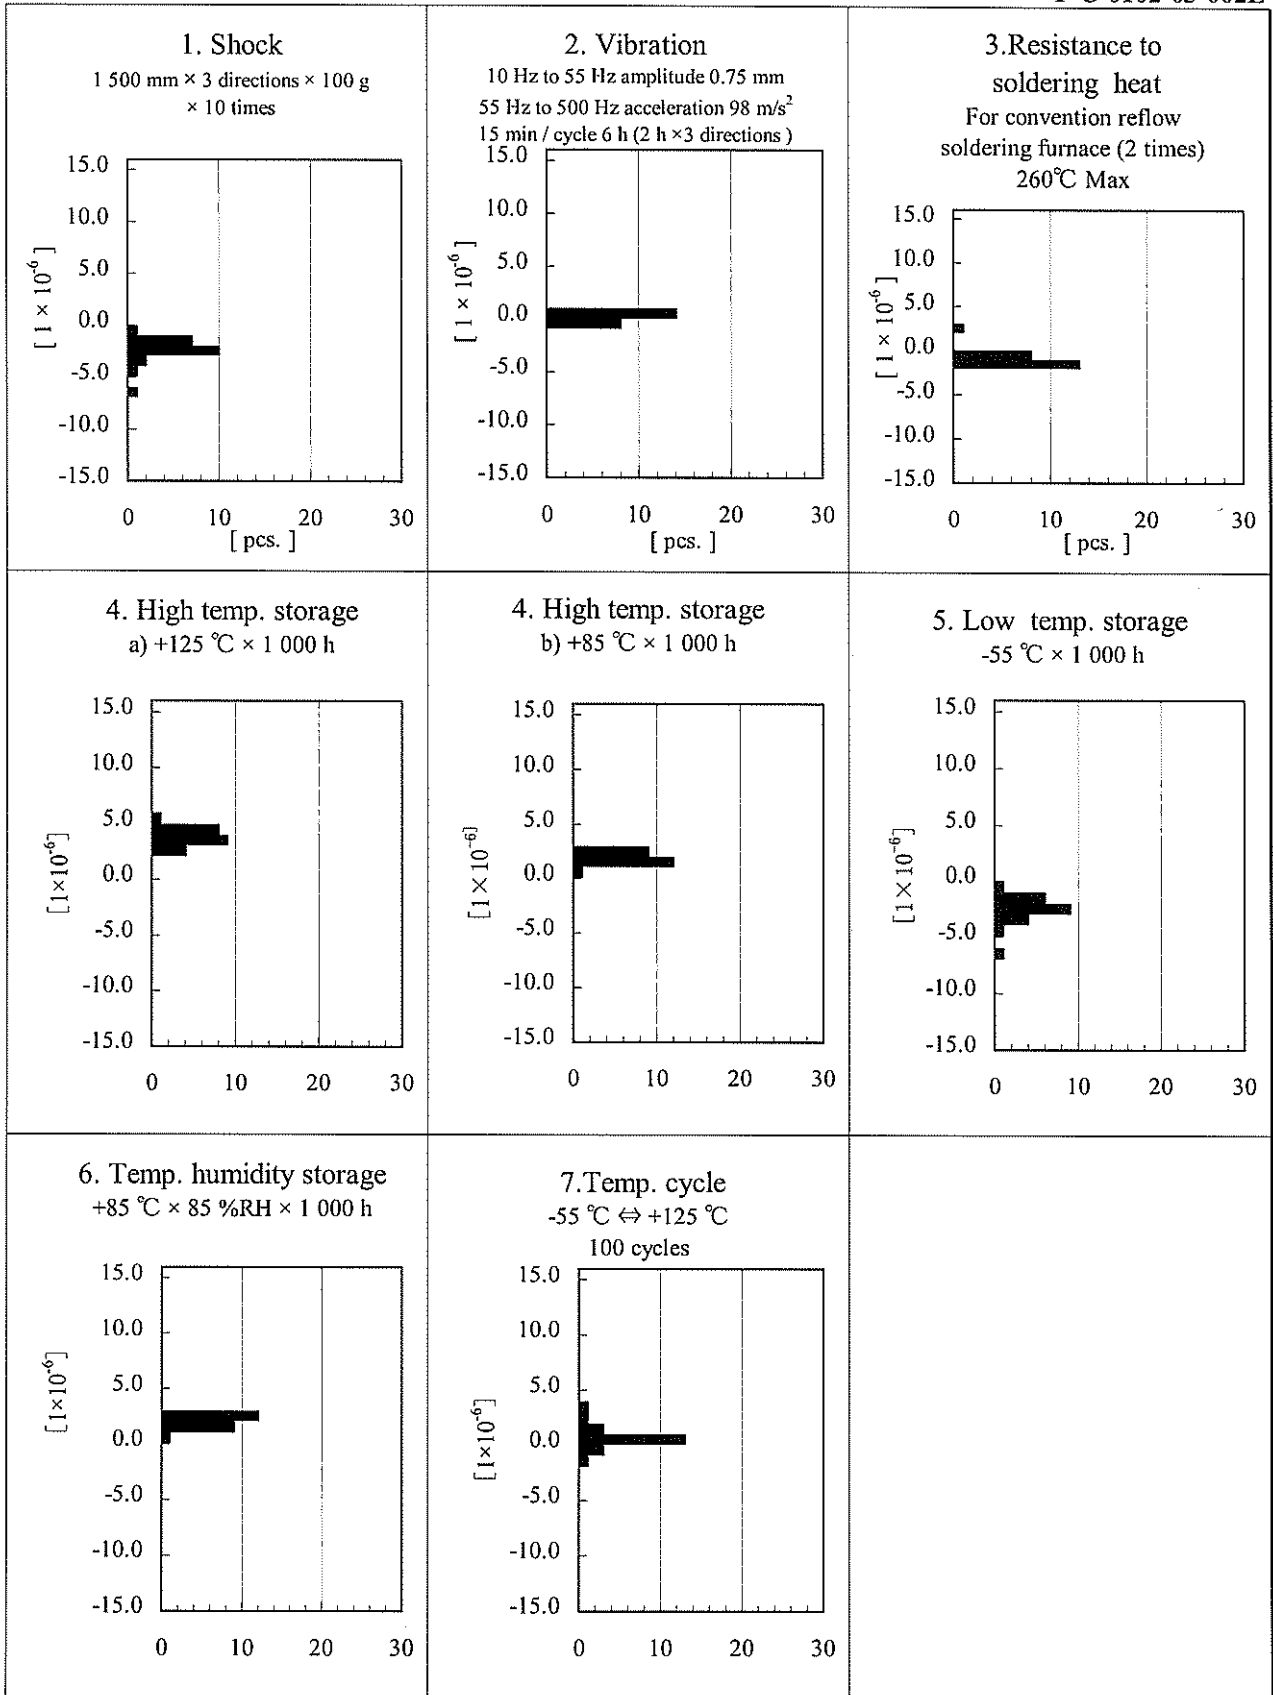 1. Shock
1 500 mm × 3 directions × 100 g
× 10 times
[ 1 × 10⁻⁶ ]
15.0
10.0
5.0
0.0
-5.0
-10.0
-15.0
0 10 20 30
[ pcs. ]
2. Vibration
10 Hz to 55 Hz amplitude 0.75 mm
55 Hz to 500 Hz acceleration 98 m/s²
15 min / cycle 6 h (2 h ×3 directions )
[ 1 × 10⁻⁶ ]
15.0
10.0
5.0
0.0
-5.0
-10.0
-15.0
0 10 20 30
[ pcs. ]
3.Resistance to
soldering heat
For convention reflow
soldering furnace (2 times)
260℃ Max
[ 1 × 10⁻⁶ ]
15.0
10.0
5.0
0.0
-5.0
-10.0
-15.0
0 10 20 30
[ pcs. ]
4. High temp. storage
a) +125 ℃ × 1 000 h
[1×10⁻⁶]
15.0
10.0
5.0
0.0
-5.0
-10.0
-15.0
0 10 20 30
4. High temp. storage
b) +85 ℃ × 1 000 h
[1×10⁻⁶]
15.0
10.0
5.0
0.0
-5.0
-10.0
-15.0
0 10 20 30
5. Low temp. storage
-55 ℃ × 1 000 h
[1×10⁻⁶]
15.0
10.0
5.0
0.0
-5.0
-10.0
-15.0
0 10 20 30
6. Temp. humidity storage
+85 ℃ × 85 %RH × 1 000 h
[1×10⁻⁶]
15.0
10.0
5.0
0.0
-5.0
-10.0
-15.0
0 10 20 30
7.Temp. cycle
-55 ℃ ⇔ +125 ℃
100 cycles
[1×10⁻⁶]
15.0
10.0
5.0
0.0
-5.0
-10.0
-15.0
0 10 20 30